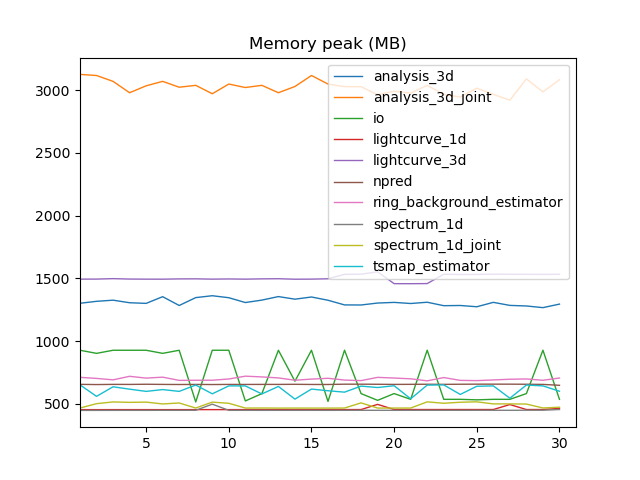 Memory peak (MB)
3000
2500
2000
1500
1000
500
analysis_3d
analysis_3d_joint
io
lightcurve_1d
lightcurve_3d
npred
ring_background_estimator
spectrum_1d
spectrum_1d_joint
tsmap_estimator
5 10 15 20 25 30